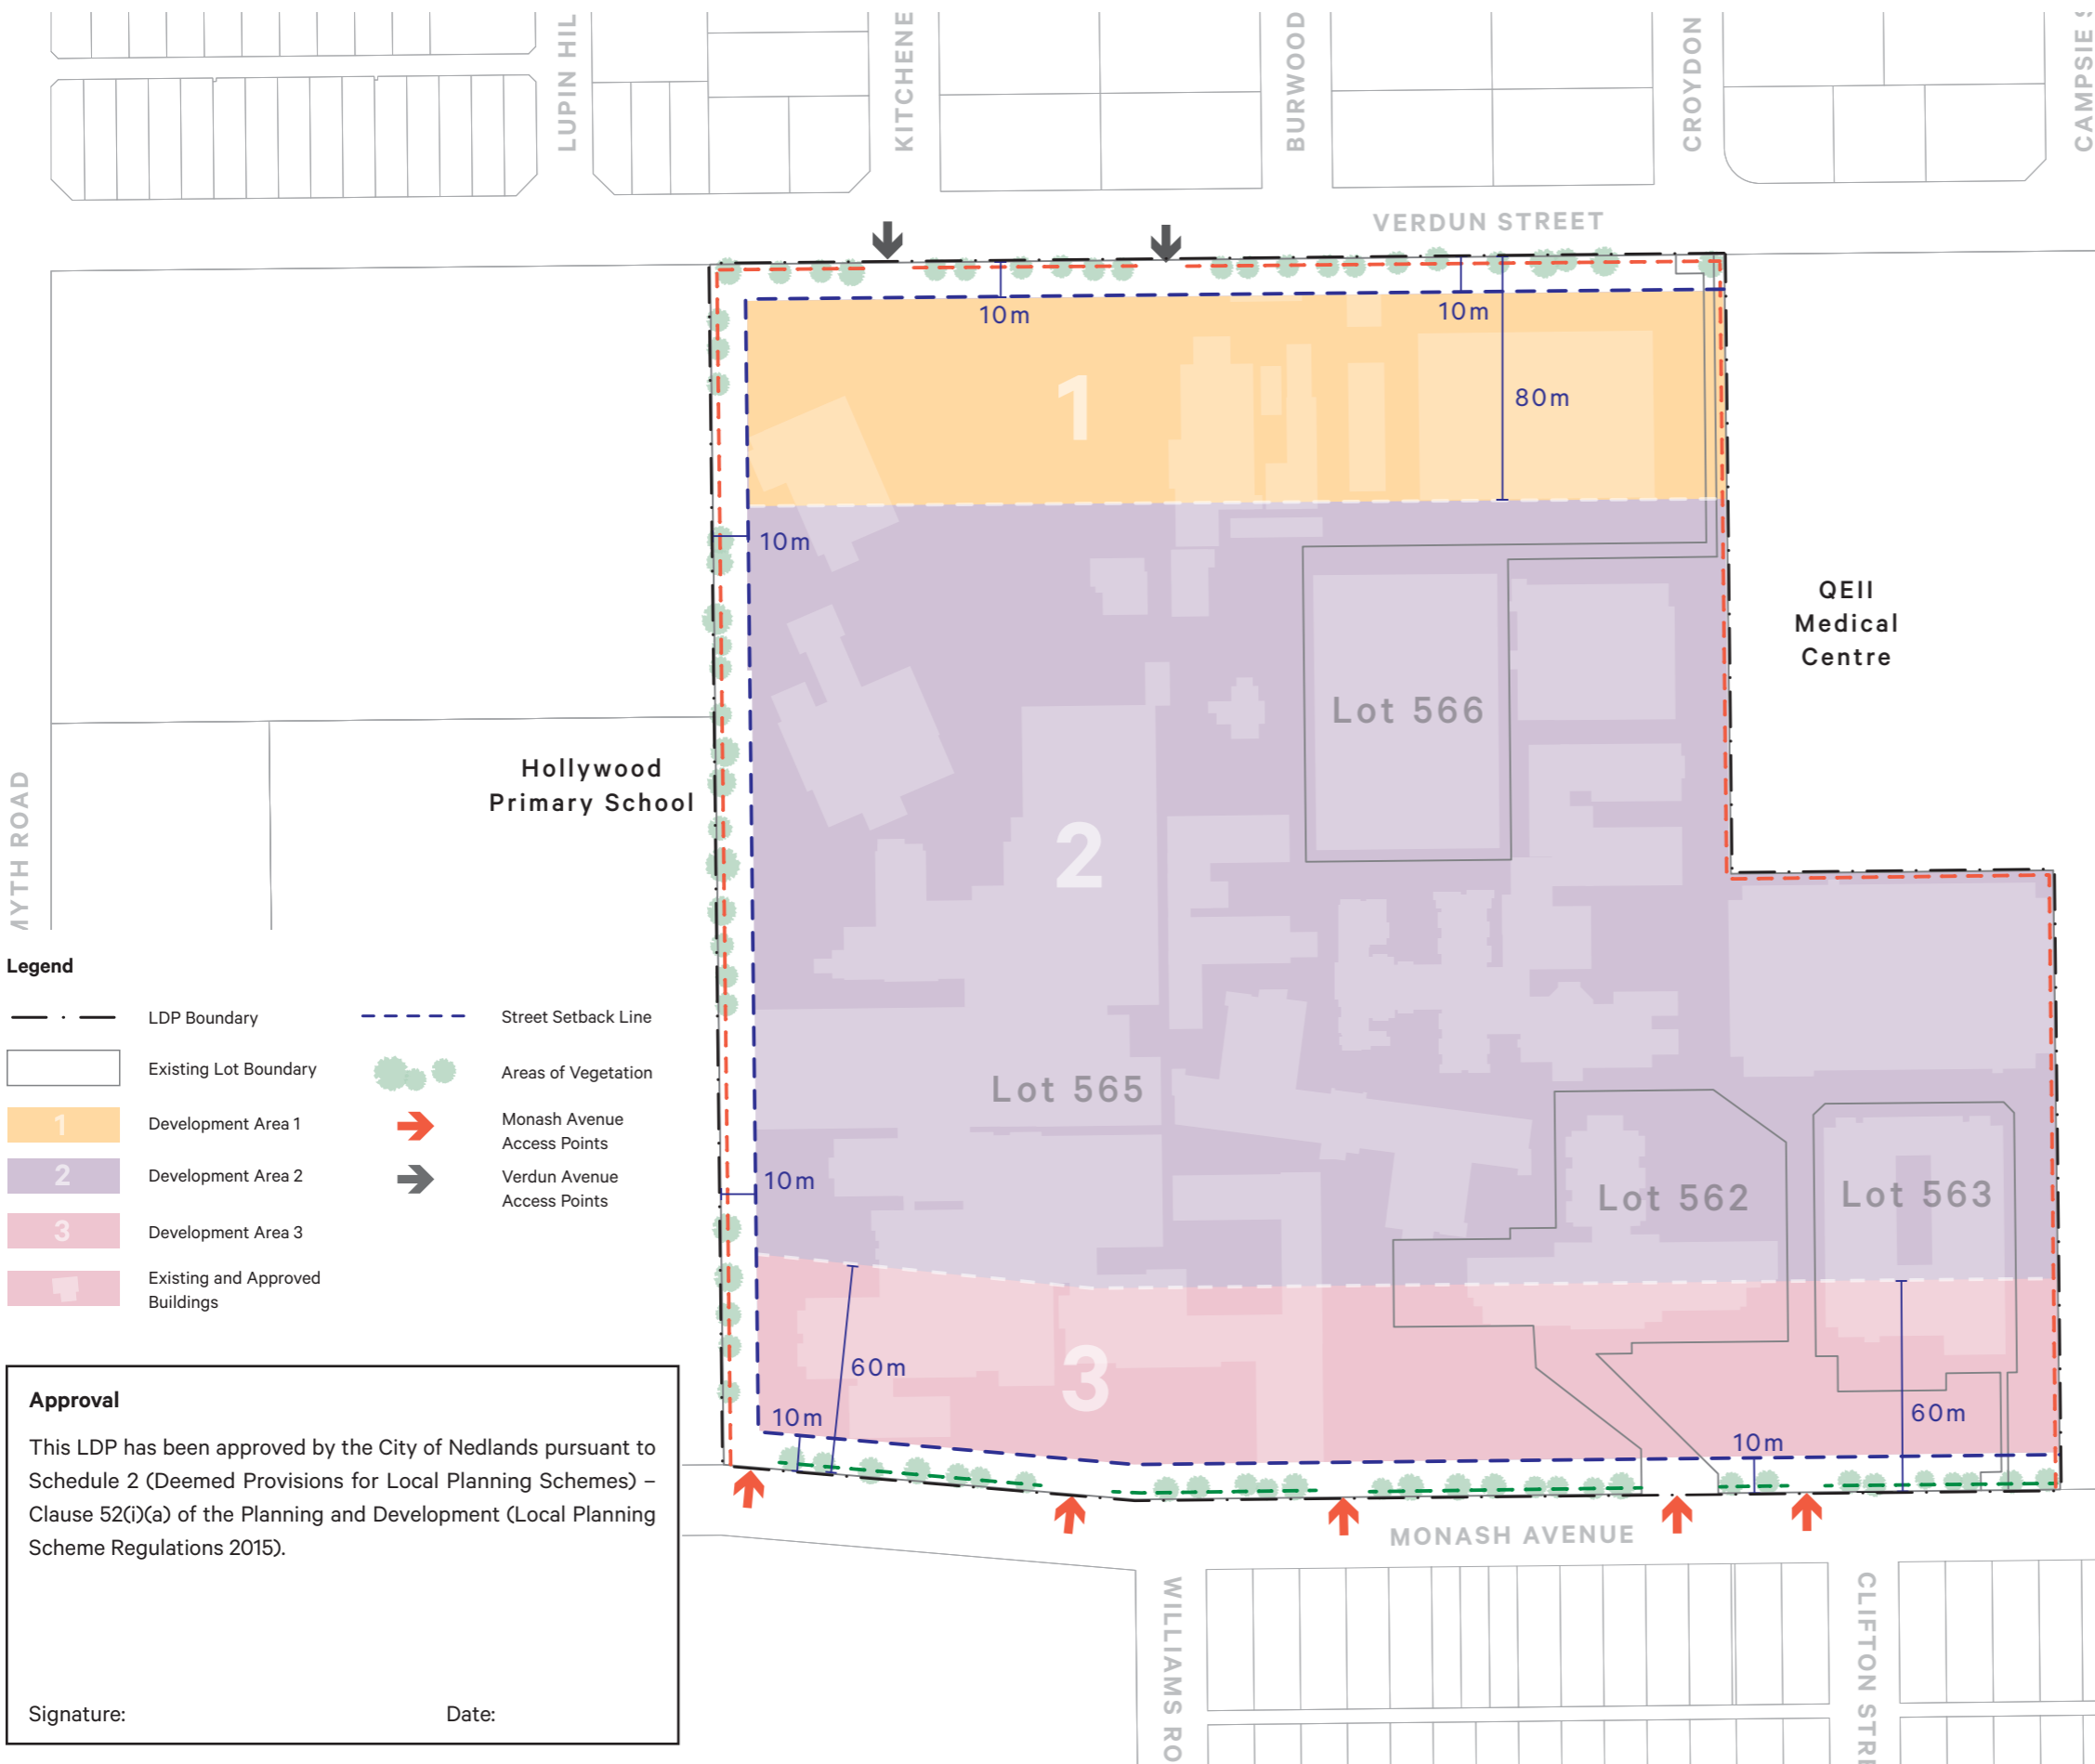 LUPIN HIL
KITCHENE
BURWOOD
CROYDON
CAMPSIE S
VERDUN STREET
10m
10m
1
80m
10m
QEII
Medical
Centre
Lot 566
Hollywood
Primary School
MYTH ROAD
2
Lot 565
10m
Lot 562
Lot 563
60m
3
10m
60m
10m
MONASH AVENUE
WILLIAMS RO
CLIFTON STRE
Legend
LDP Boundary
Existing Lot Boundary
1
Development Area 1
2
Development Area 2
3
Development Area 3
Existing and Approved
Buildings
Street Setback Line
Areas of Vegetation
Monash Avenue
Access Points
Verdun Avenue
Access Points
Approval
This LDP has been approved by the City of Nedlands pursuant to
Schedule 2 (Deemed Provisions for Local Planning Schemes) –
Clause 52(i)(a) of the Planning and Development (Local Planning
Scheme Regulations 2015).
Signature:
Date: